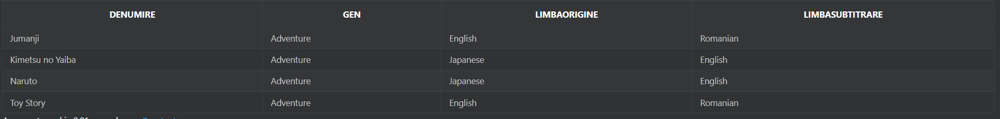 DENUMIRE GEN LIMBAORIGINE LIMBASUBTITRARE
Jumanji Adventure English Romanian
Kimetsu no Yaiba Adventure Japanese English
Naruto Adventure Japanese English
Toy Story Adventure English Romanian